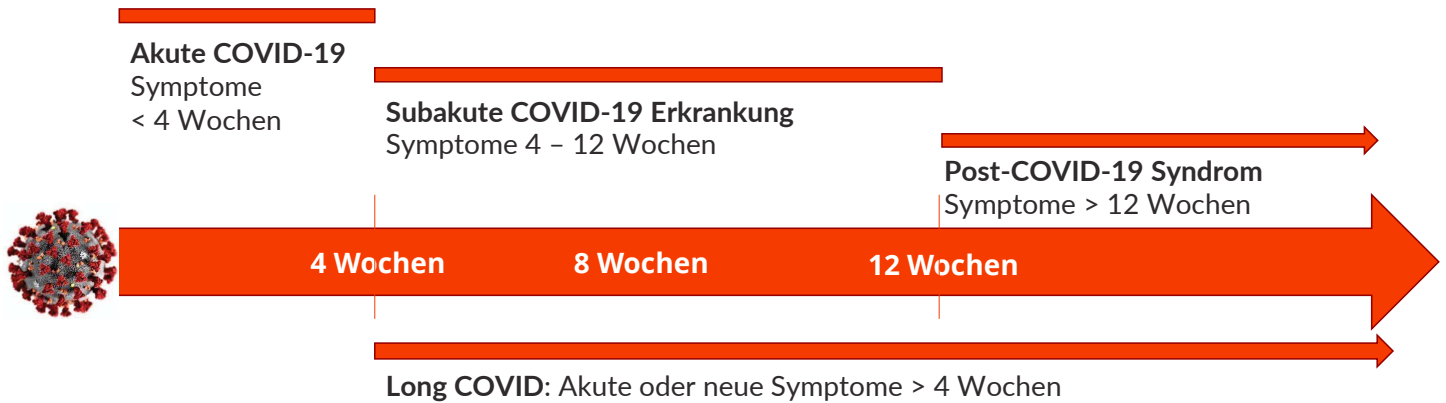 Akute COVID-19
Symptome
< 4 Wochen
Subakute COVID-19 Erkrankung
Symptome 4 – 12 Wochen
Post-COVID-19 Syndrom
Symptome > 12 Wochen
4 Wochen
8 Wochen
12 Wochen
Long COVID: Akute oder neue Symptome > 4 Wochen